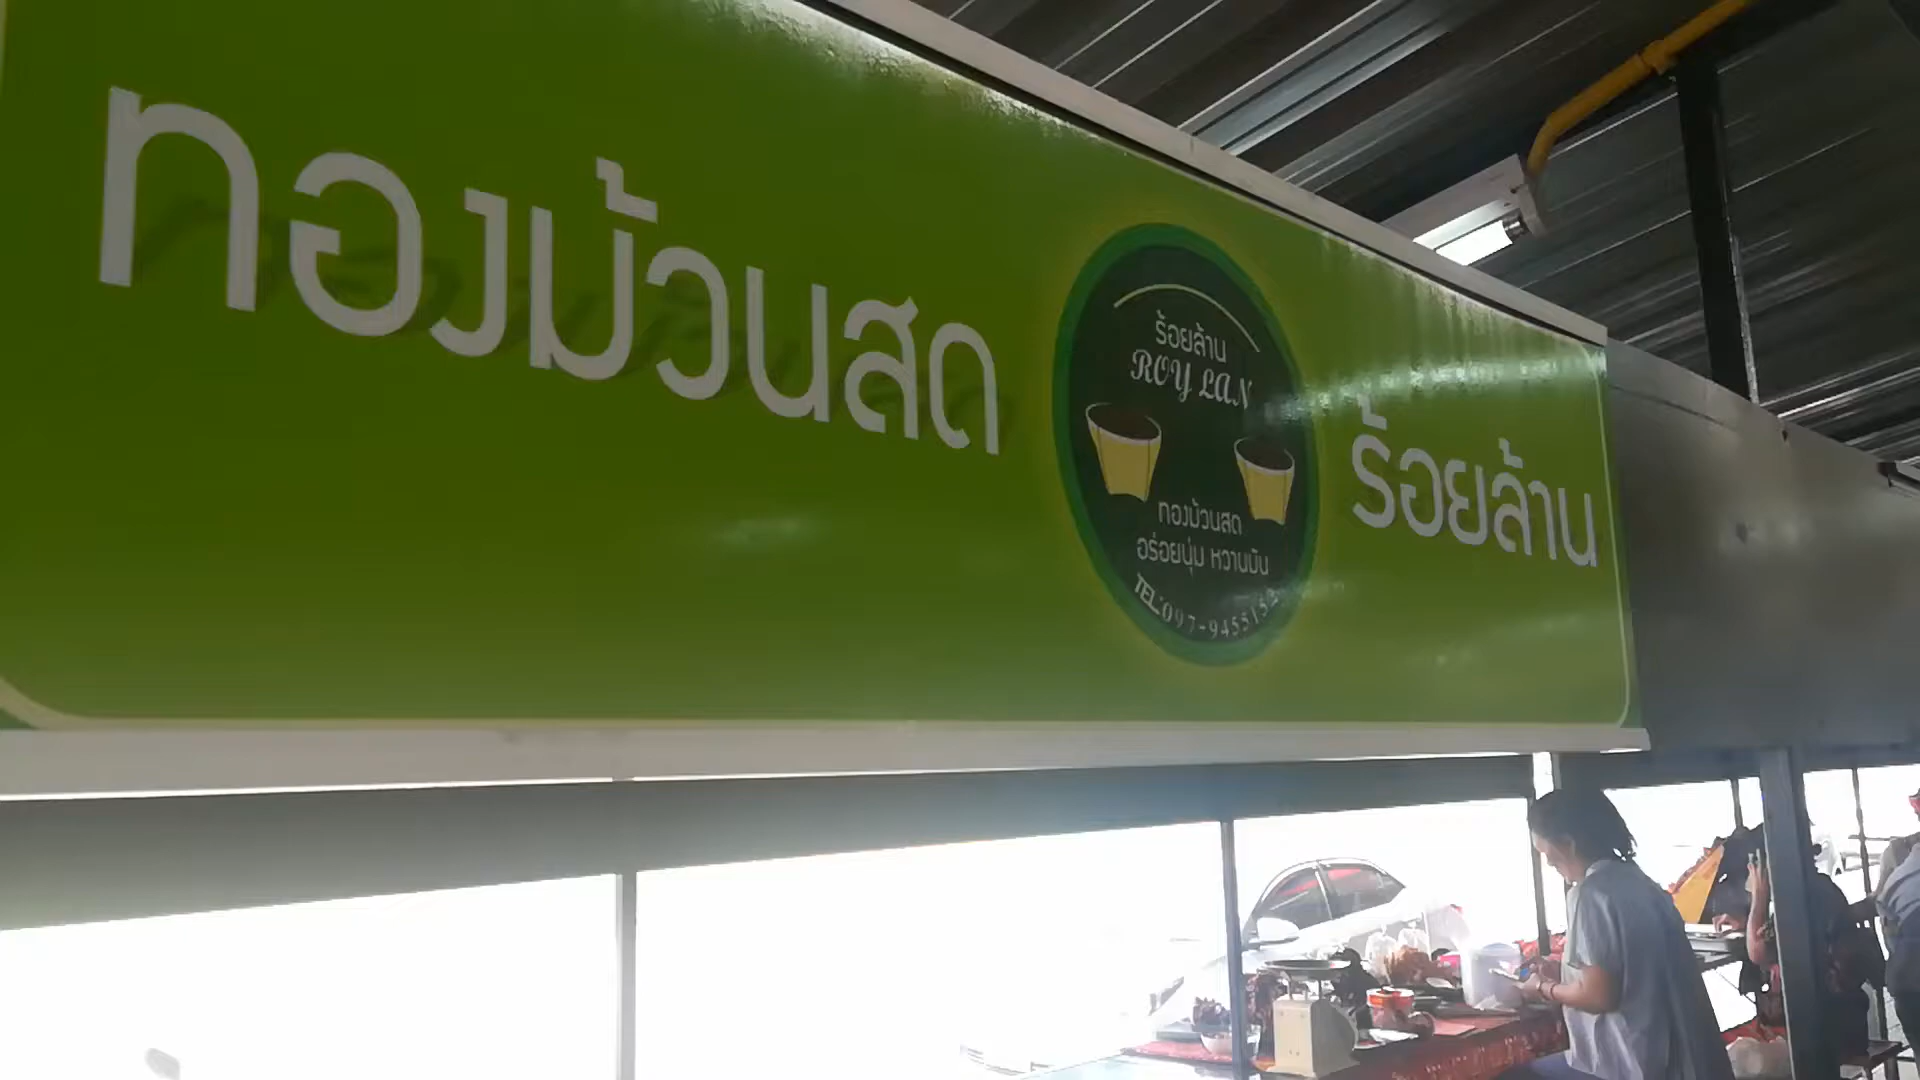 ทองม้วนสด
ร้อยล้าน
ROY LAN
ทองม้วนสด
อร่อยนุ่ม หวานมัน
TEL:097-9455152
ร้อยล้าน